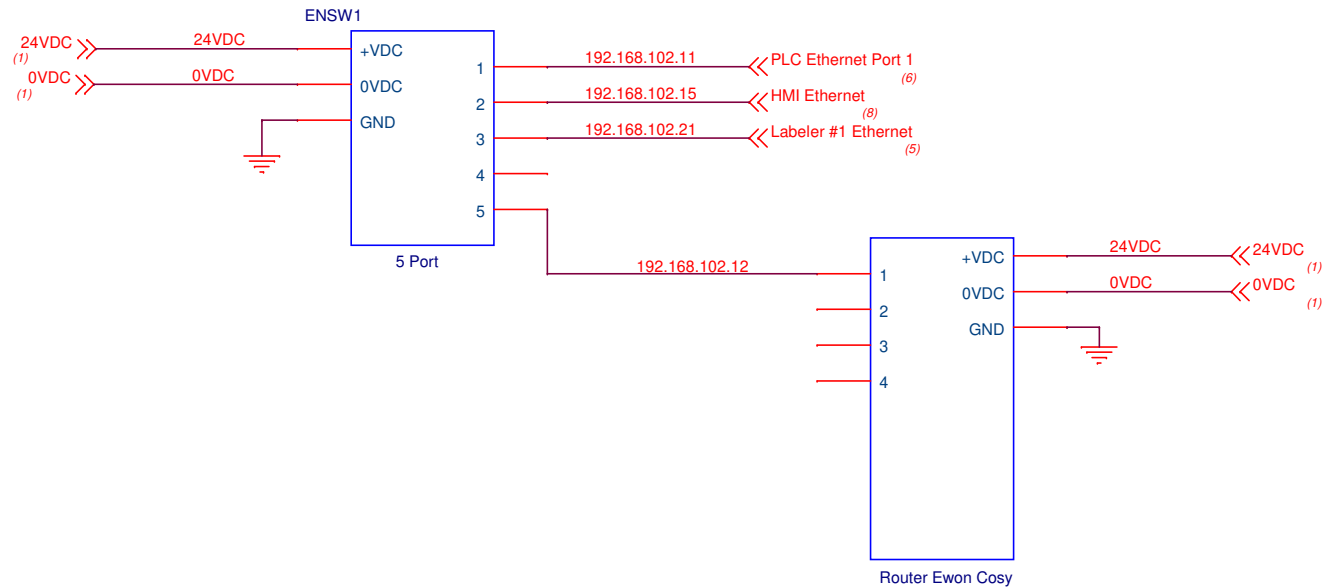 ENSW1
24VDC
(1)
24VDC
+VDC
0VDC
(1)
0VDC
0VDC
GND
1
192.168.102.11
PLC Ethernet Port 1
(6)
2
192.168.102.15
HMI Ethernet
(8)
3
192.168.102.21
Labeler #1 Ethernet
(5)
4
5
5 Port
192.168.102.12
1
2
3
4
+VDC
24VDC
24VDC
(1)
0VDC
0VDC
0VDC
(1)
GND
Router Ewon Cosy